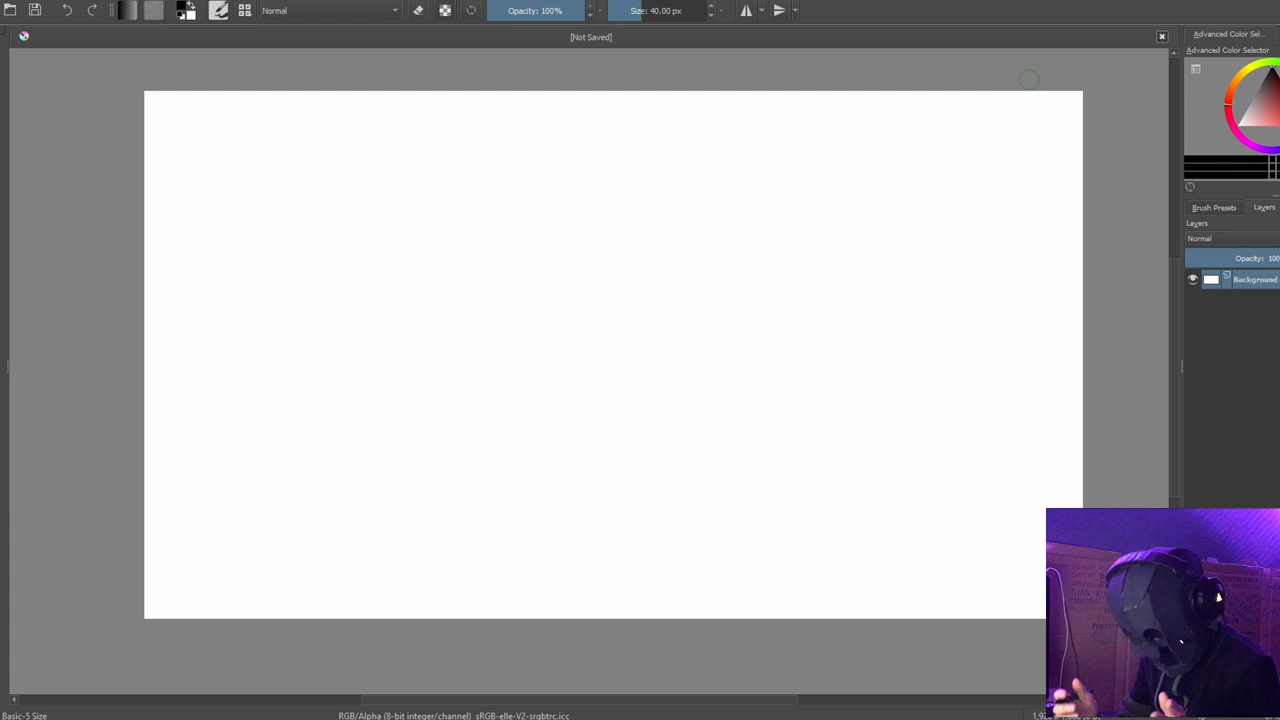 Normal
Opacity: 100%
Size: 40.00 px
[Not Saved]
Advanced Color Sel...
Advanced Color Selector
Brush Presets
Layers
Layers
Normal
Opacity: 100
Background
Basic-5 Size
RGB/Alpha (8-bit integer/channel) sRGB-elle-V2-srgbtrc.icc